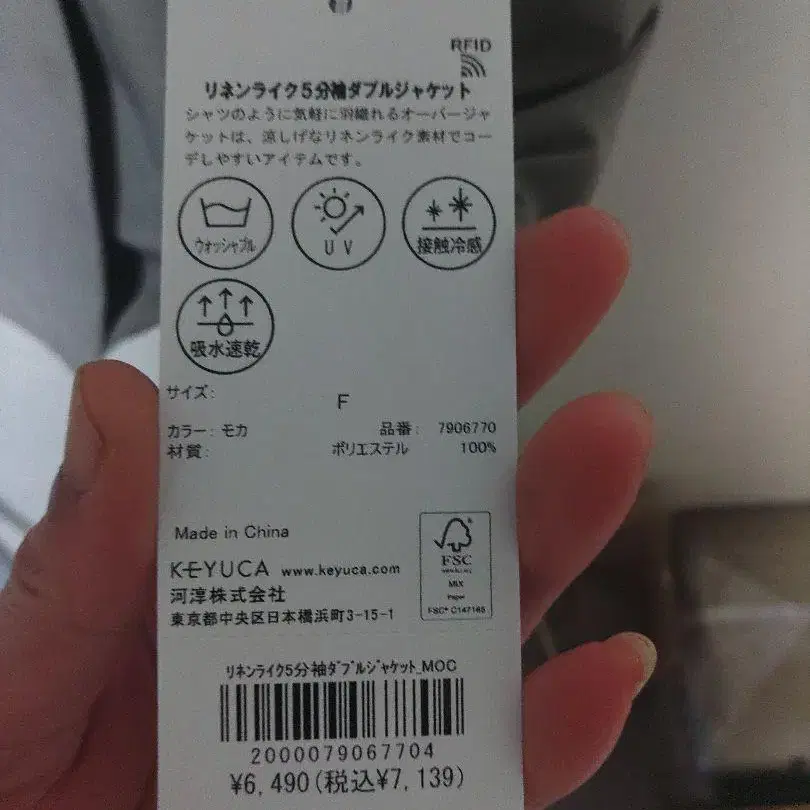 RFID
リネンライク5分袖ダブルジャケット
シャツのように気軽に羽織れるオーバージャ
ケットは、涼しげなリネンライク素材でコー
デしやすいアイテムです。
ウォッシャブル
UV
接触冷感
吸水速乾
サイズ:
F
カラー: モカ 品番: 7906770
材質: ポリエステル 100%
Made in China
KEYUCA www.keyuca.com
河淳株式会社
東京都中央区日本橋浜町3-15-1
FSC
MIX
Paper
FSC® C147165
リネンライク5分袖ダブルジャケット_MOC
2000079067704
¥6,490(税込¥7,139)